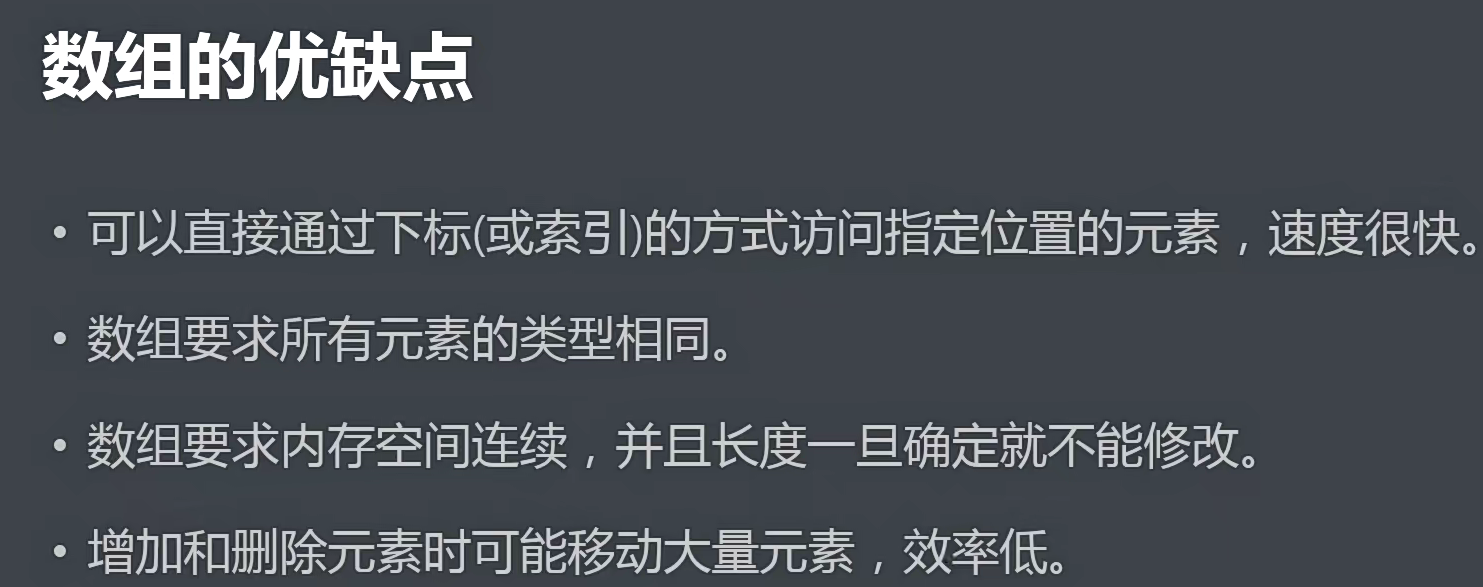 数组的优缺点
• 可以直接通过下标(或索引)的方式访问指定位置的元素，速度很快。
• 数组要求所有元素的类型相同。
• 数组要求内存空间连续，并且长度一旦确定就不能修改。
• 增加和删除元素时可能移动大量元素，效率低。